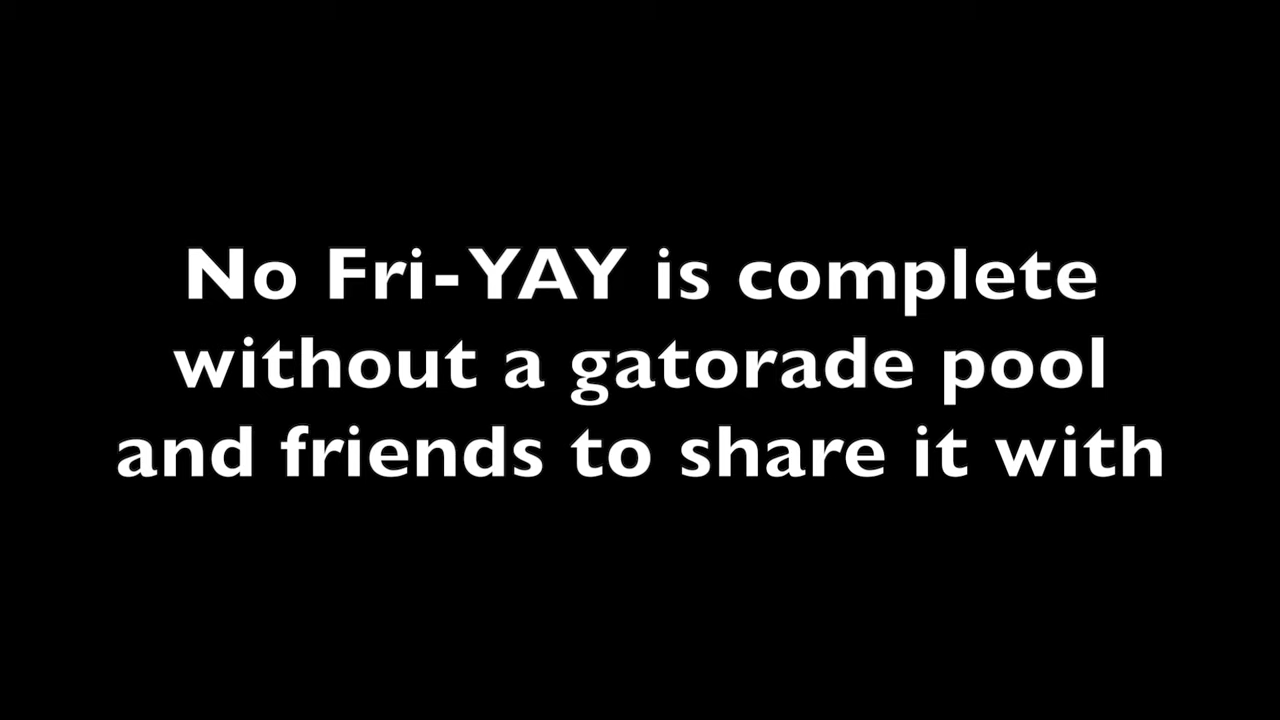 No Fri-YAY is complete
without a gatorade pool
and friends to share it with